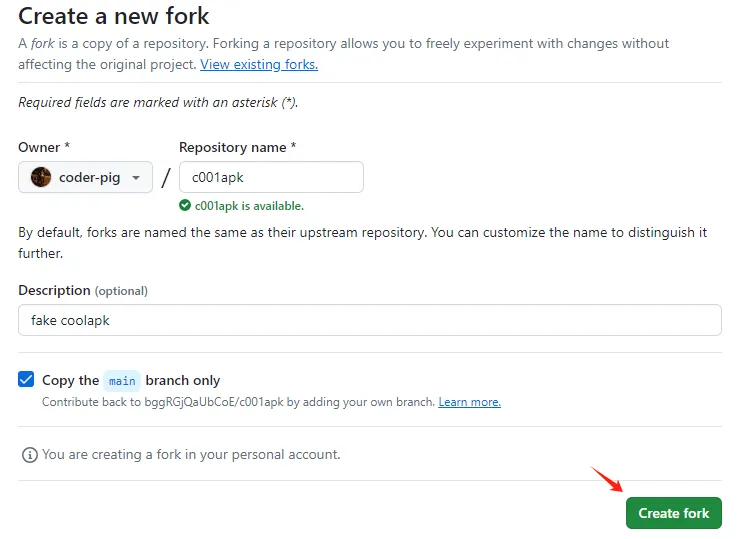 Create a new fork
A fork is a copy of a repository. Forking a repository allows you to freely experiment with changes without
affecting the original project. View existing forks.
Required fields are marked with an asterisk (*).
Owner * Repository name *
coder-pig / c001apk
c001apk is available.
By default, forks are named the same as their upstream repository. You can customize the name to distinguish it
further.
Description (optional)
fake coolapk
Copy the main branch only
Contribute back to bggRGjQaUbCoE/c001apk by adding your own branch. Learn more.
You are creating a fork in your personal account.
Create fork